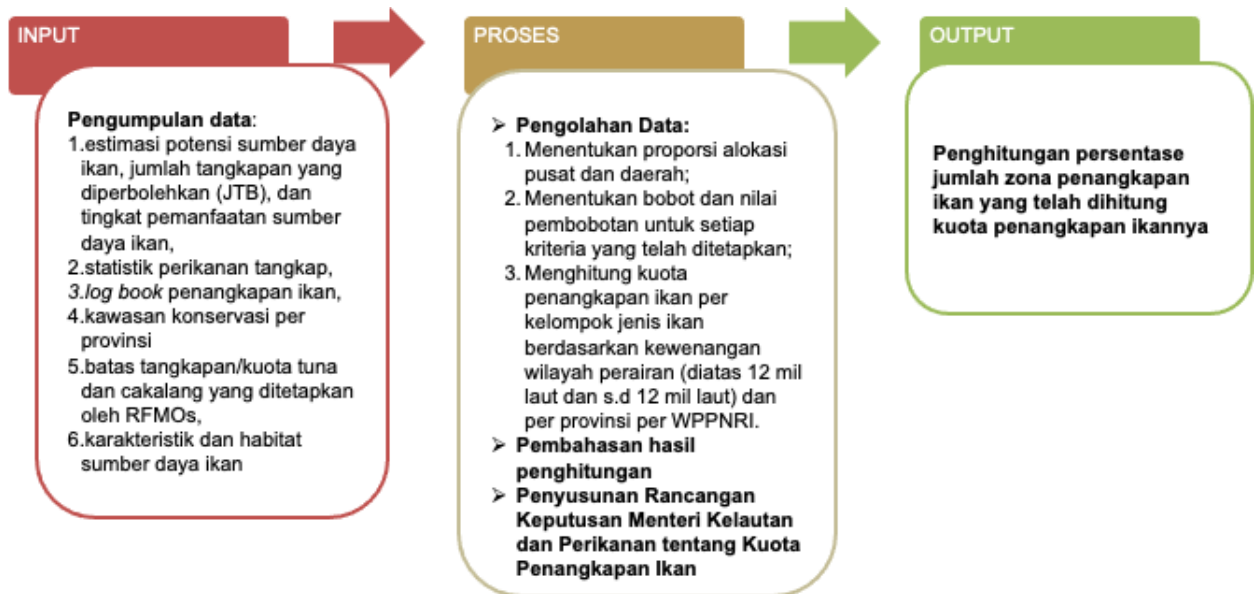 INPUT
Pengumpulan data:
1.estimasi potensi sumber daya
ikan, jumlah tangkapan yang
diperbolehkan (JTB), dan
tingkat pemanfaatan sumber
daya ikan,
2.statistik perikanan tangkap,
3.log book penangkapan ikan,
4.kawasan konservasi per
provinsi
5.batas tangkapan/kuota tuna
dan cakalang yang ditetapkan
oleh RFMOs,
6.karakteristik dan habitat
sumber daya ikan
PROSES
➢ Pengolahan Data:
1. Menentukan proporsi alokasi
pusat dan daerah;
2. Menentukan bobot dan nilai
pembobotan untuk setiap
kriteria yang telah ditetapkan;
3. Menghitung kuota
penangkapan ikan per
kelompok jenis ikan
berdasarkan kewenangan
wilayah perairan (diatas 12 mil
laut dan s.d 12 mil laut) dan
per provinsi per WPPNRI.
➢ Pembahasan hasil
penghitungan
➢ Penyusunan Rancangan
Keputusan Menteri Kelautan
dan Perikanan tentang Kuota
Penangkapan Ikan
OUTPUT
Penghitungan persentase
jumlah zona penangkapan
ikan yang telah dihitung
kuota penangkapan ikannya